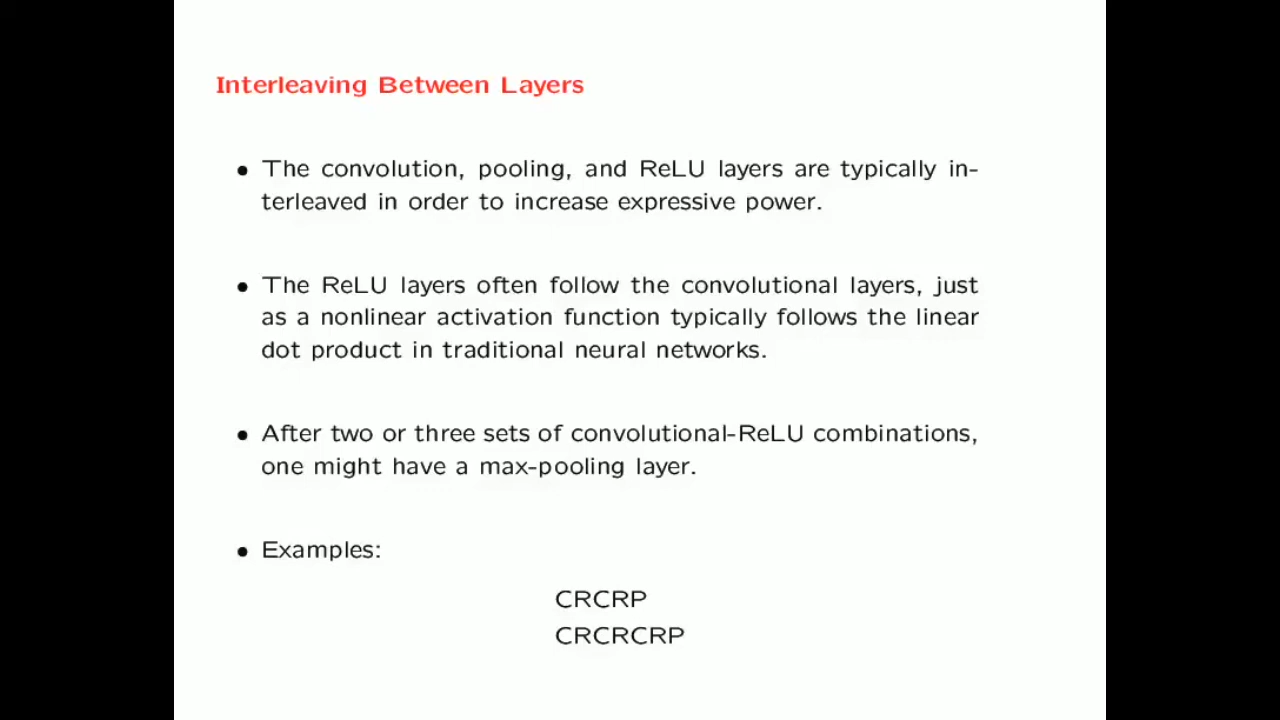 Interleaving Between Layers
• The convolution, pooling, and ReLU layers are typically in-
terleaved in order to increase expressive power.
• The ReLU layers often follow the convolutional layers, just
as a nonlinear activation function typically follows the linear
dot product in traditional neural networks.
• After two or three sets of convolutional-ReLU combinations,
one might have a max-pooling layer.
• Examples:
CRCRP
CRCRCRP